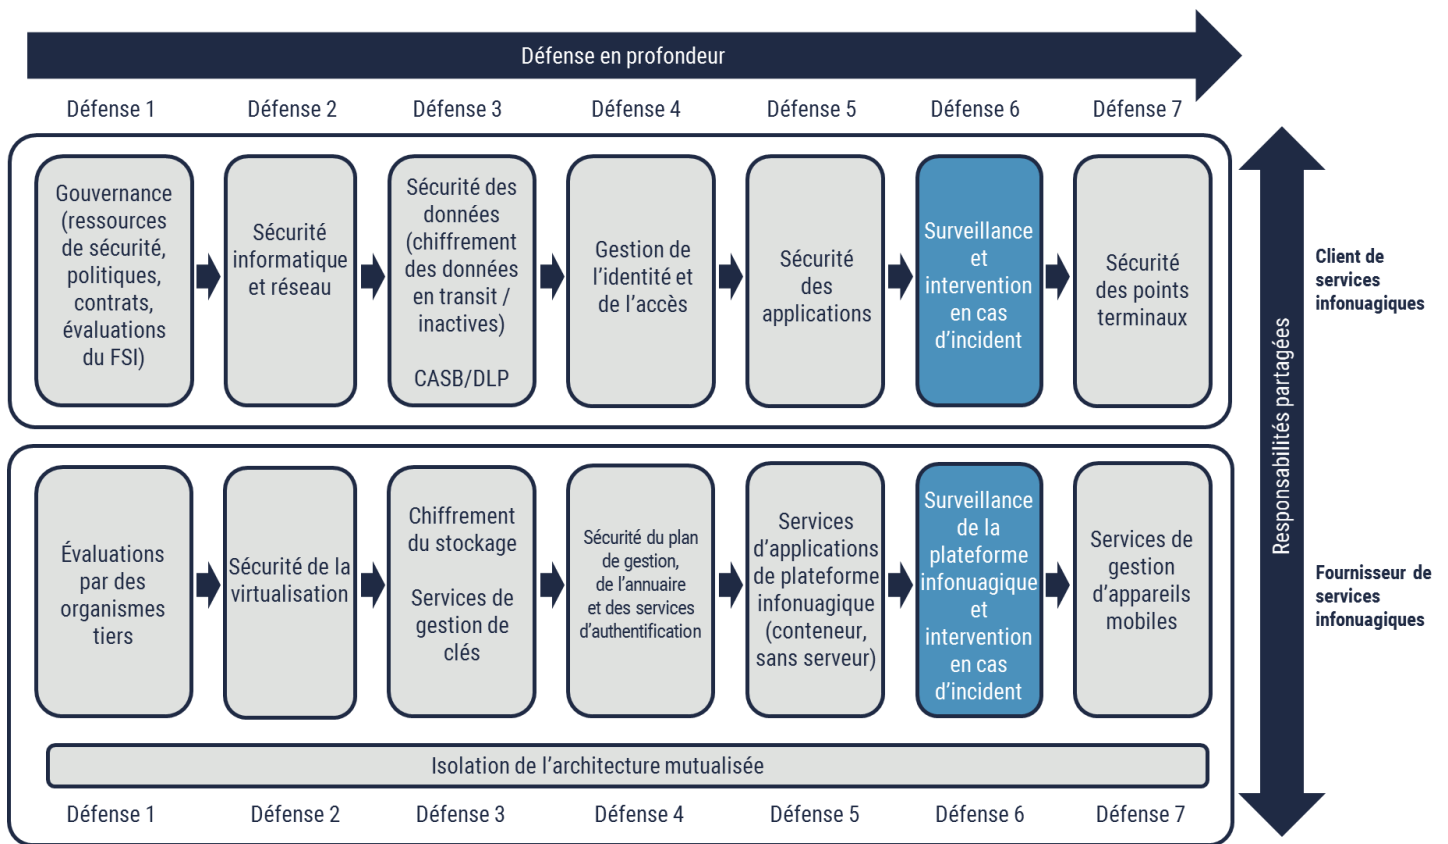 Défense en profondeur
Défense 1
Défense 2
Défense 3
Défense 4
Défense 5
Défense 6
Défense 7
Gouvernance
(ressources
de sécurité,
politiques,
contrats,
évaluations
du FSI)
Sécurité
informatique
et réseau
Sécurité des
données
(chiffrement
des données
en transit /
inactives)
CASB/DLP
Gestion de
l’identité et
de l’accès
Sécurité
des
applications
Surveillance
et
intervention
en cas
d’incident
Sécurité
des points
terminaux
Client de
services
infonuagiques
Responsabilités partagées
Évaluations
par des
organismes
tiers
Sécurité de la
virtualisation
Chiffrement
du stockage
Services de
gestion de
clés
Sécurité du plan
de gestion,
de l’annuaire
et des services
d’authentification
Services
d’applications
de plateforme
infonuagique
(conteneur,
sans serveur)
Surveillance
de la
plateforme
infonuagique
et
intervention
en cas
d’incident
Services de
gestion
d’appareils
mobiles
Fournisseur de
services
infonuagiques
Isolation de l’architecture mutualisée
Défense 1
Défense 2
Défense 3
Défense 4
Défense 5
Défense 6
Défense 7